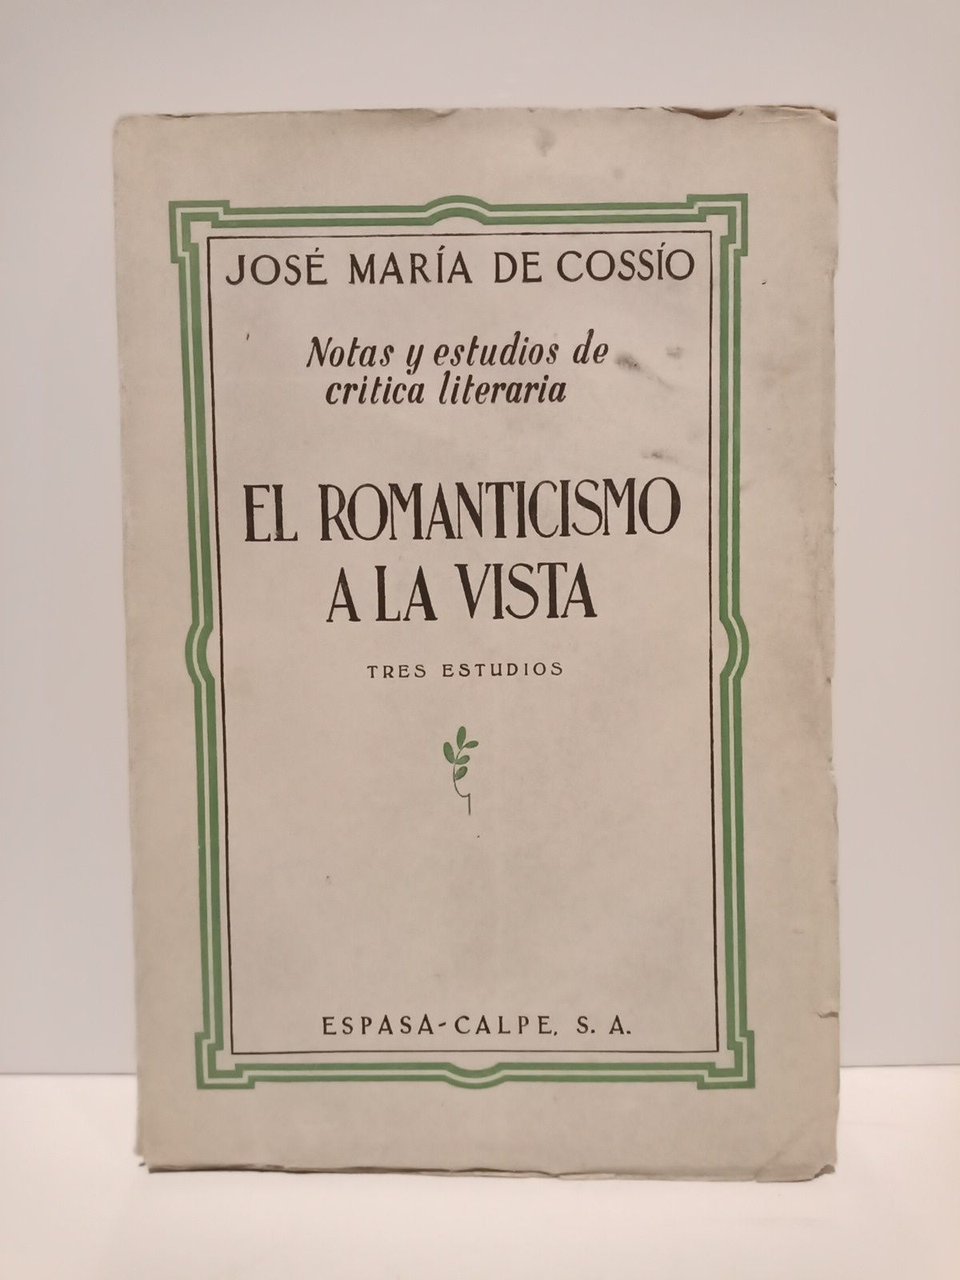 JOSÉ MARÍA DE COSSÍO
Notas y estudios de
critica literaria
EL ROMANTICISMO
A LA VISTA
TRES ESTUDIOS
ESPASA-CALPE, S. A.